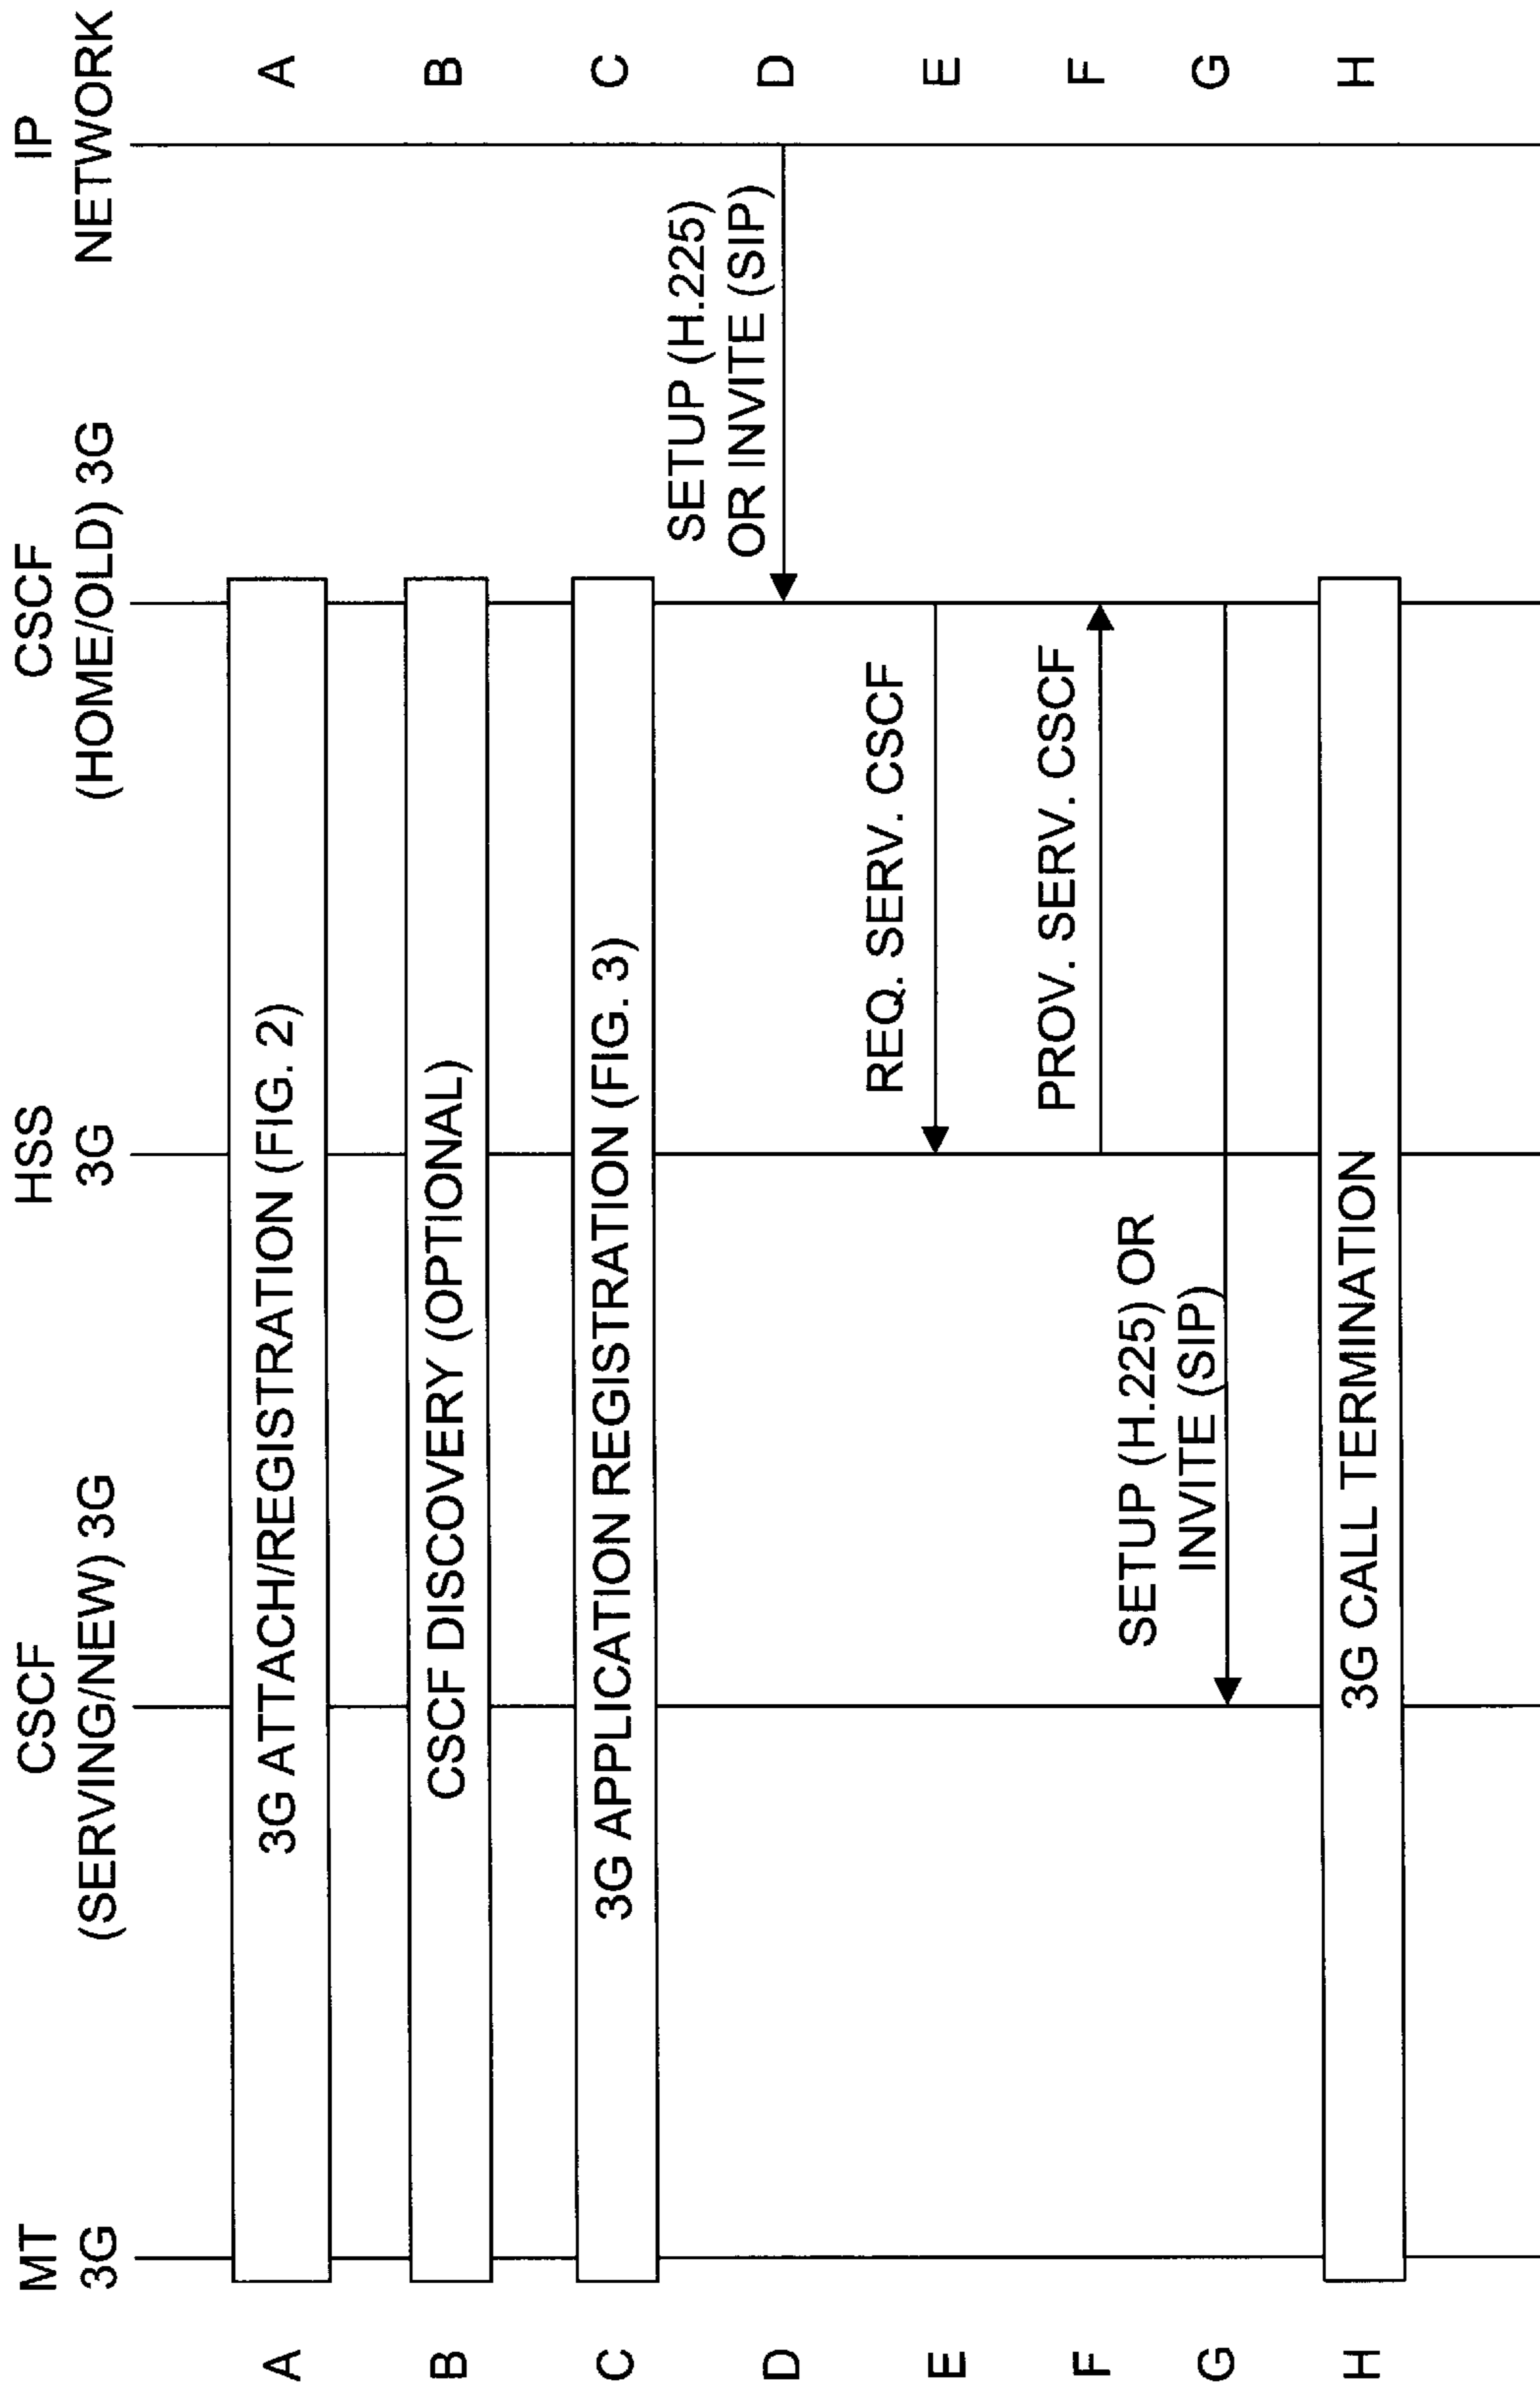 MT
3G
CSCF
(SERVING/NEW) 3G
HSS
3G
CSCF
(HOME/OLD) 3G
IP
NETWORK
A
3G ATTACH/REGISTRATION (FIG. 2)
A
B
CSCF DISCOVERY (OPTIONAL)
B
C
3G APPLICATION REGISTRATION (FIG. 3)
C
SETUP (H.225)
OR INVITE (SIP)
D
D
REQ. SERV. CSCF
E
E
PROV. SERV. CSCF
F
F
SETUP (H.225) OR
INVITE (SIP)
G
G
H
3G CALL TERMINATION
H